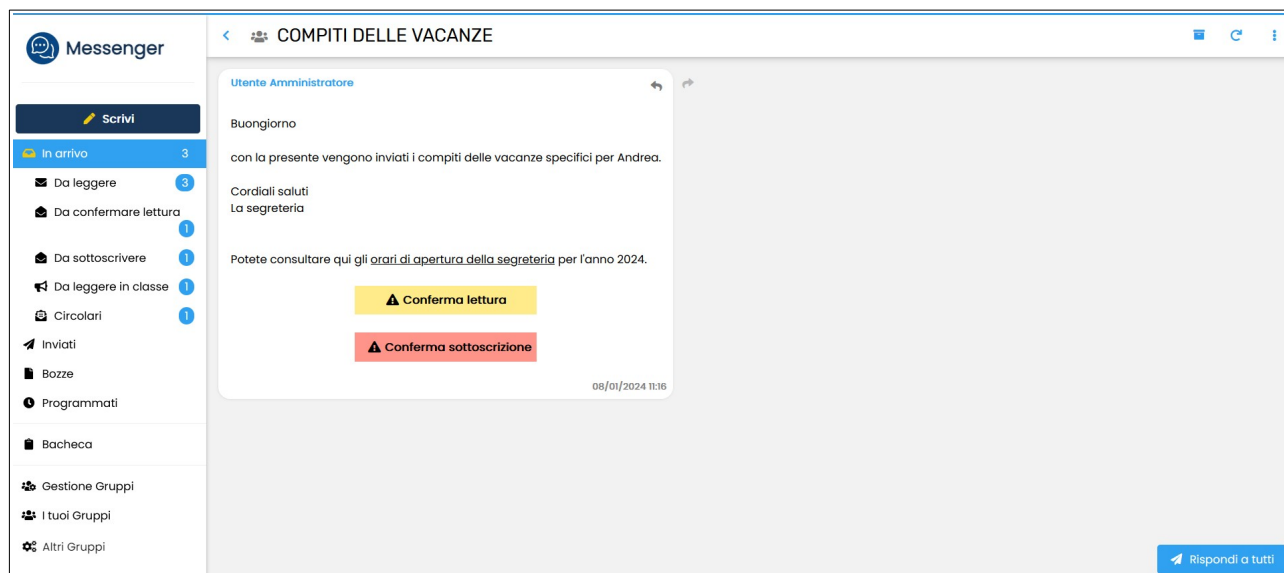 Messenger
Scrivi
In arrivo 3
Da leggere 3
Da confermare lettura
1
Da sottoscrivere 1
Da leggere in classe 1
Circolari 1
Inviati
Bozze
Programmati
Bacheca
Gestione Gruppi
I tuoi Gruppi
Altri Gruppi
COMPITI DELLE VACANZE
Utente Amministratore
Buongiorno
con la presente vengono inviati i compiti delle vacanze specifici per Andrea.
Cordiali saluti
La segreteria
Potete consultare qui gli orari di apertura della segreteria per l'anno 2024.
Conferma lettura
Conferma sottoscrizione
08/01/2024 11:16
Rispondi a tutti